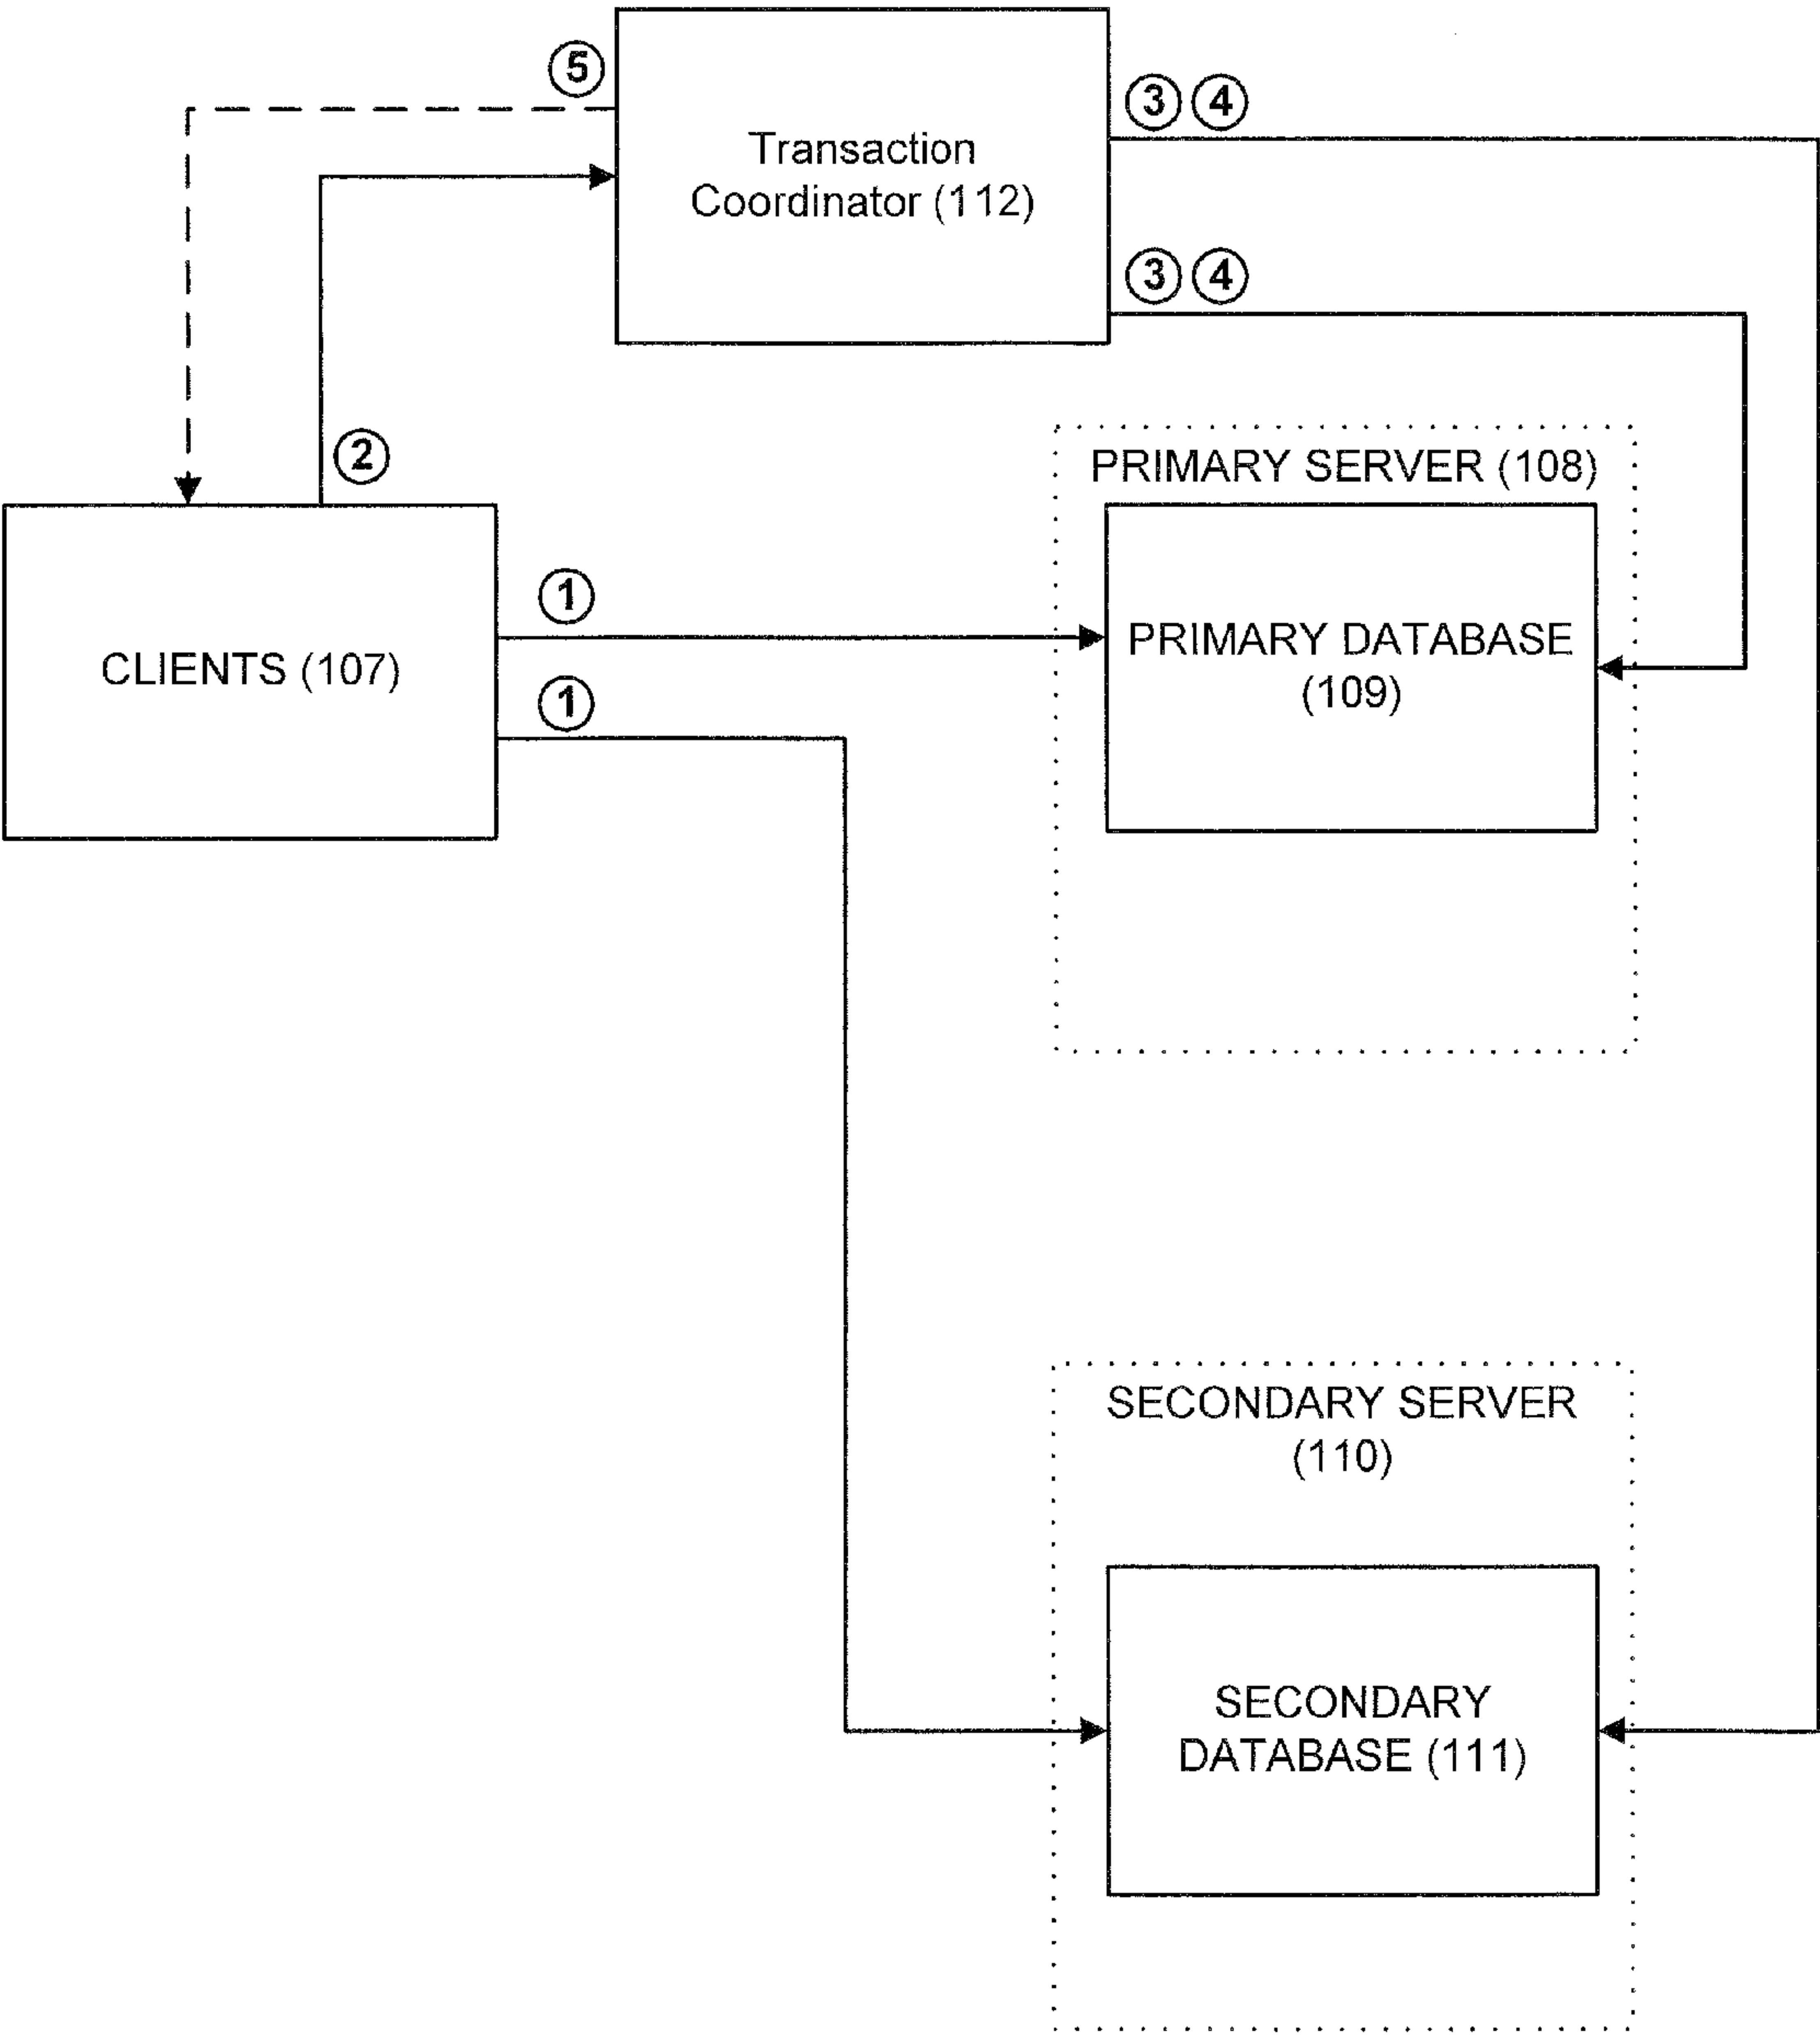 ⑤
③ ④
Transaction
Coordinator (112)
③ ④
②
PRIMARY SERVER (108)
①
PRIMARY DATABASE
(109)
CLIENTS (107)
①
SECONDARY SERVER
(110)
SECONDARY
DATABASE (111)